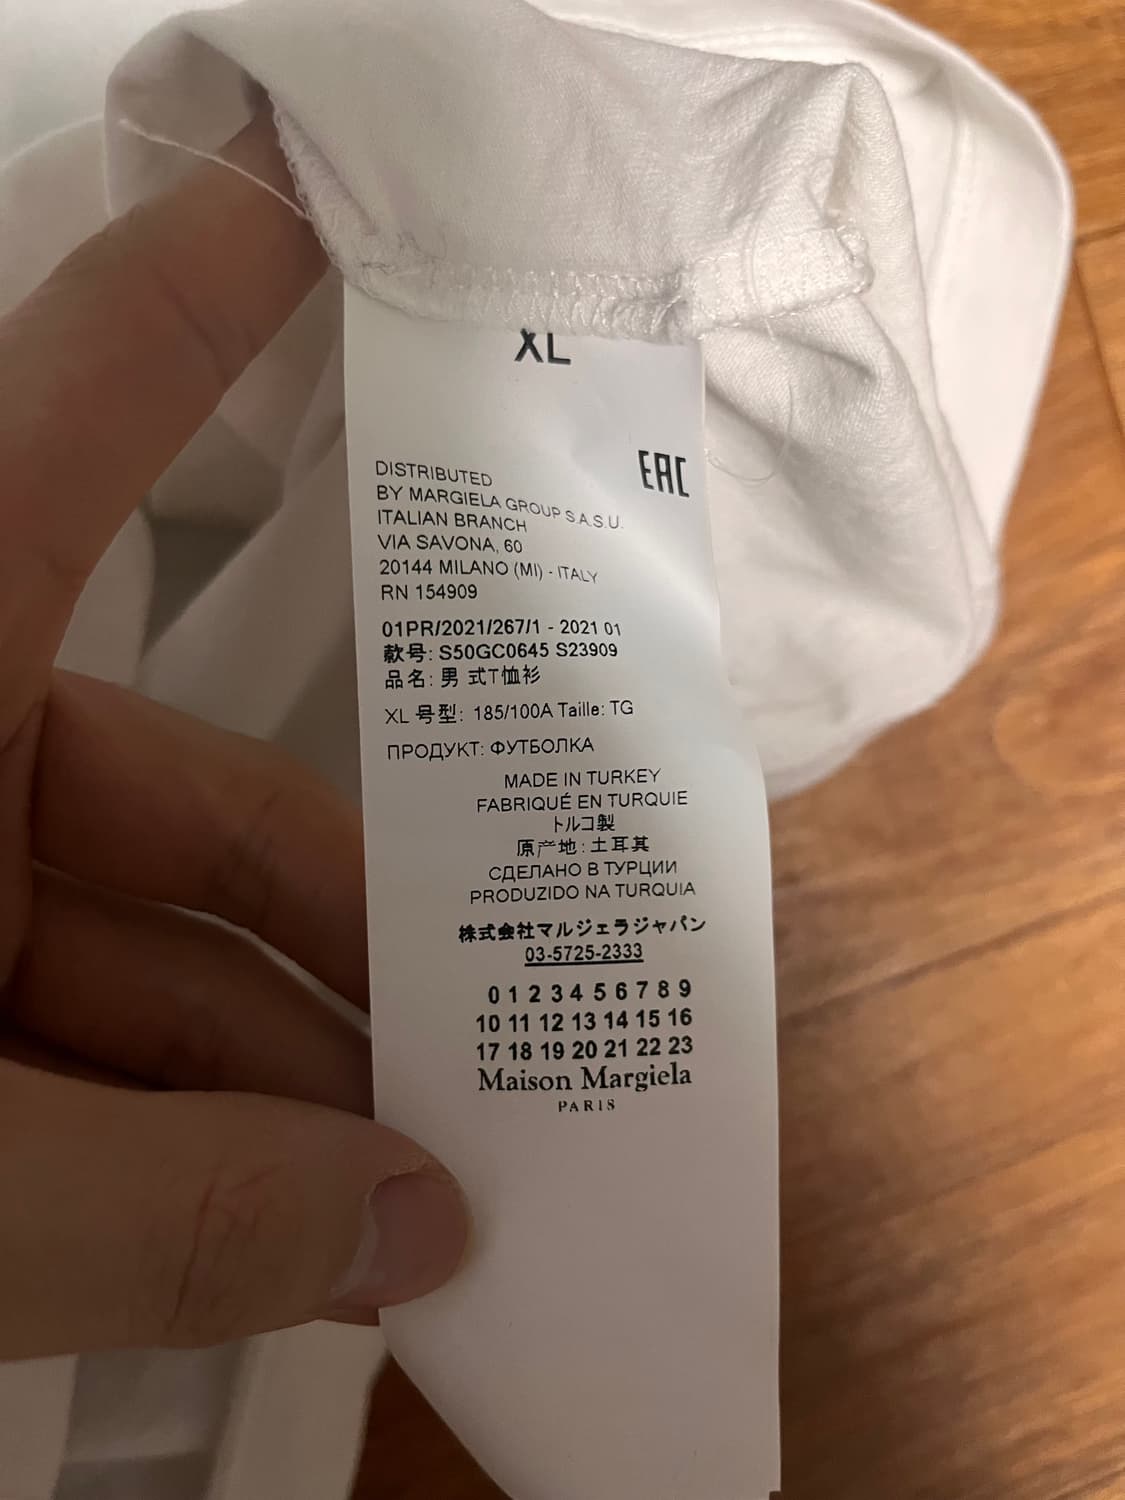 XL
EAC
DISTRIBUTED
BY MARGIELA GROUP S.A.S.U.
ITALIAN BRANCH
VIA SAVONA, 60
20144 MILANO (MI) - ITALY
RN 154909
01PR/2021/267/1 - 2021 01
款号: S50GC0645 S23909
品名: 男 式T恤衫
XL 号型: 185/100A Taille: TG
ПРОДУКТ: ФУТБОЛКА
MADE IN TURKEY
FABRIQUÉ EN TURQUIE
トルコ製
原产地: 土耳其
СДЕЛАНО В ТУРЦИИ
PRODUZIDO NA TURQUIA
株式会社マルジェラジャパン
03-5725-2333
0 1 2 3 4 5 6 7 8 9
10 11 12 13 14 15 16
17 18 19 20 21 22 23
Maison Margiela
PARIS